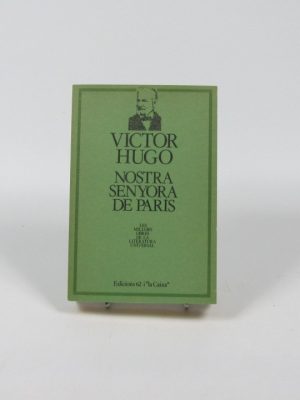 VICTOR
HUGO
NOSTRA
SENYORA
DE PARIS
LES
MILLORS
OBRES
DE LA
LITERATURA
UNIVERSAL
Edicions 62 i "la Caixa"